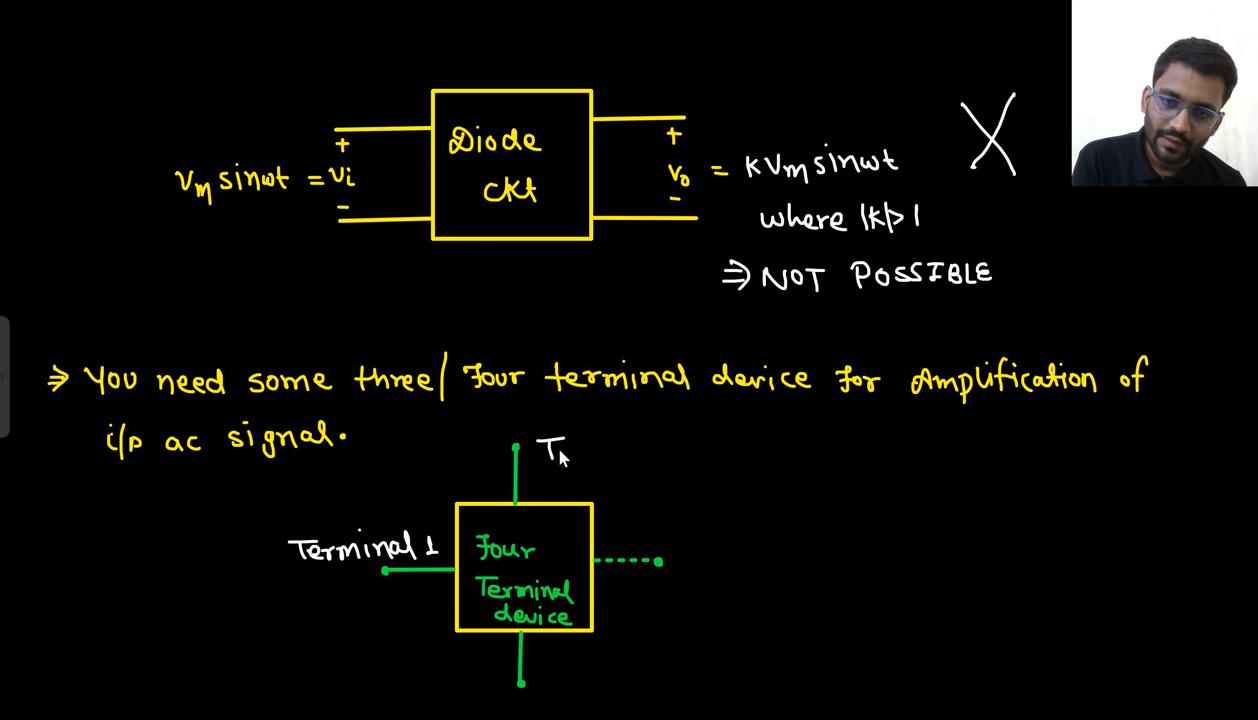 Vm sinωt = Vi
+
-
Diode
ckt
+
Vo
-
= kVm sinωt
where |k|>1
⇒ NOT POSSIBLE
⇒ You need some three/ Four terminal device for Amplification of
i/p ac signal.
T
Terminal 1
Four
Terminal
device